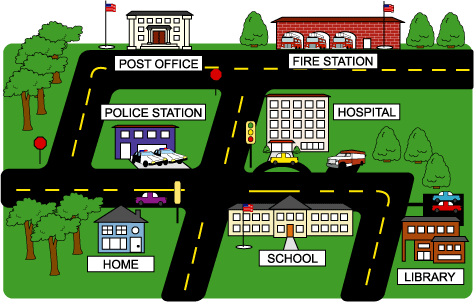 POST OFFICE
FIRE STATION
POLICE STATION
HOSPITAL
HOME
SCHOOL
LIBRARY